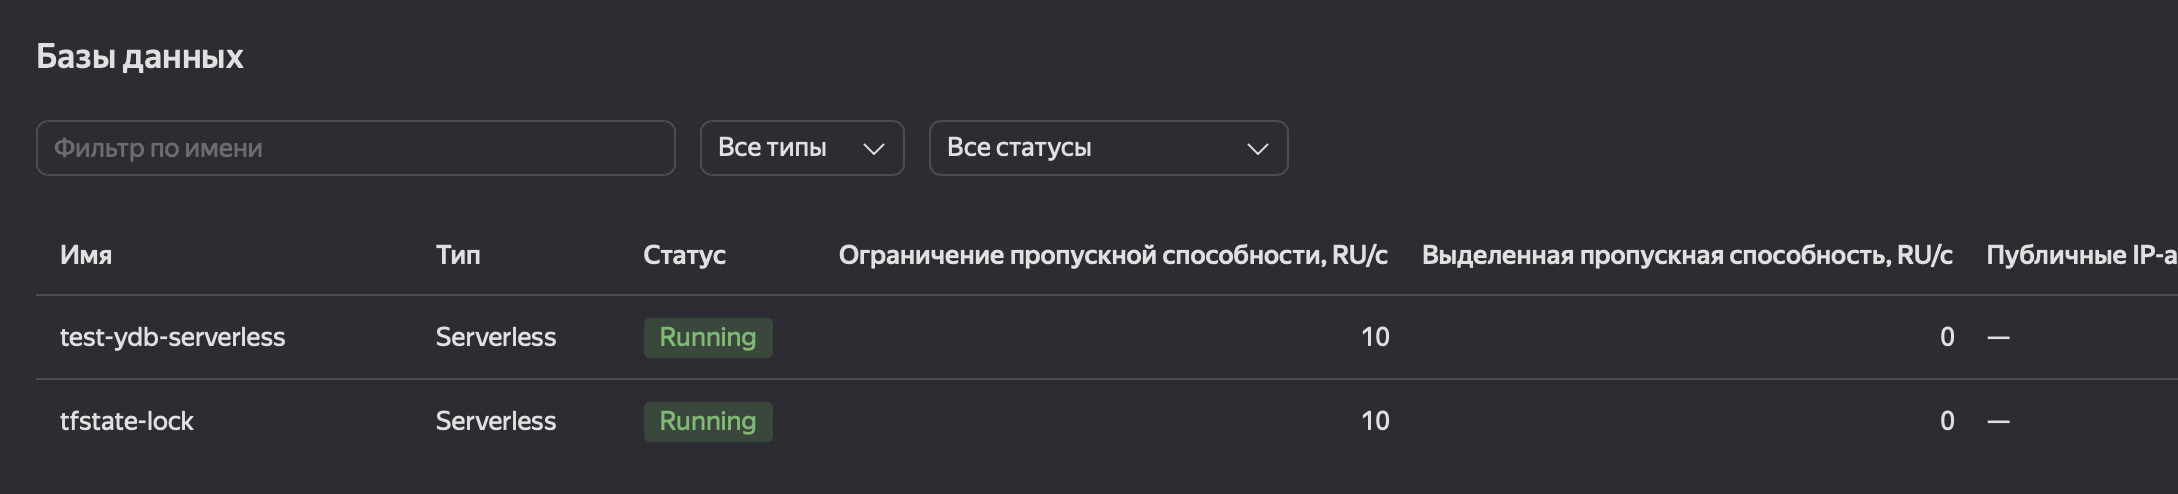 Базы данных
Фильтр по имени
Все типы
Все статусы
Имя Тип Статус Ограничение пропускной способности, RU/с Выделенная пропускная способность, RU/с Публичные IP-а
test-ydb-serverless Serverless Running 10 0 —
tfstate-lock Serverless Running 10 0 —